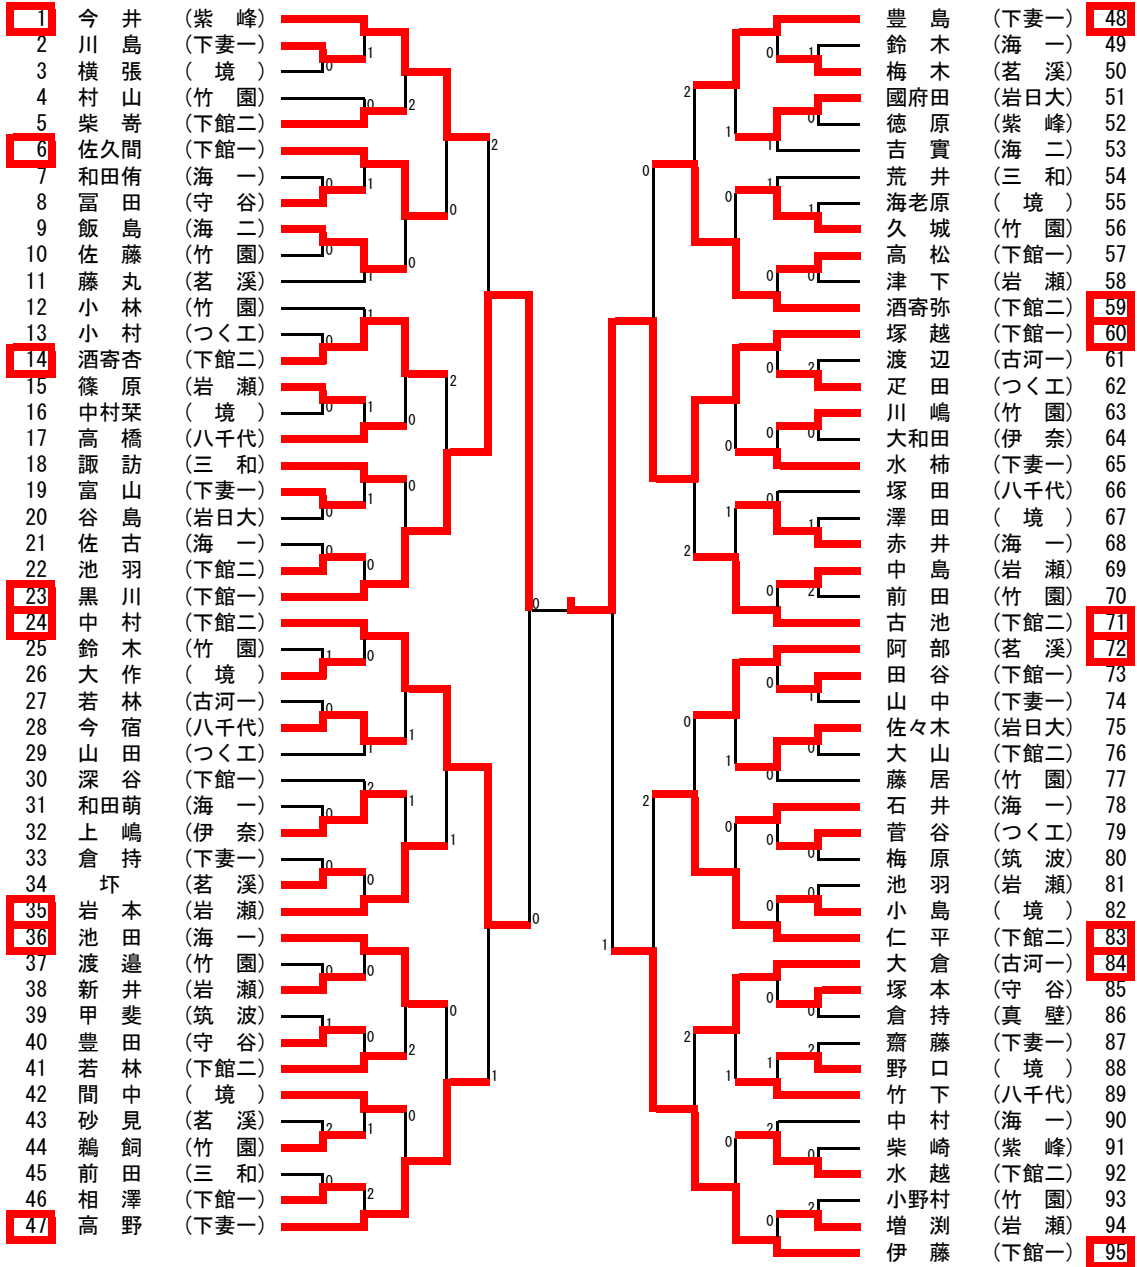 1 今井 (紫峰)
2 川島 (下妻一)
3 横張 (境)
4 村山 (竹園)
5 柴嵜 (下館二)
6 佐久間 (下館一)
7 和田侑 (海一)
8 冨田 (守谷)
9 飯島 (海二)
10 佐藤 (竹園)
11 藤丸 (茗溪)
12 小林 (竹園)
13 小村 (つくエ)
14 酒寄杏 (下館二)
15 篠原 (岩瀬)
16 中村栞 (境)
17 高橋 (八千代)
18 諏訪 (三和)
19 富山 (下妻一)
20 谷島 (岩日大)
21 佐古 (海一)
22 池羽 (下館二)
23 黒川 (下館一)
24 中村 (下館二)
25 鈴木 (竹園)
26 大作 (境)
27 若林 (古河一)
28 今宿 (八千代)
29 山田 (つくエ)
30 深谷 (下館一)
31 和田萌 (海一)
32 上嶋 (伊奈)
33 倉持 (下妻一)
34 坏 (茗溪)
35 岩本 (岩瀬)
36 池田 (海一)
37 渡邉 (竹園)
38 新井 (岩瀬)
39 甲斐 (筑波)
40 豊田 (守谷)
41 若林 (下館二)
42 間中 (境)
43 砂見 (茗溪)
44 鵜飼 (竹園)
45 前田 (三和)
46 相澤 (下館一)
47 高野 (下妻一)
豊島 (下妻一) 48
鈴木 (海一) 49
梅木 (茗溪) 50
國府田 (岩日大) 51
徳原 (紫峰) 52
吉實 (海二) 53
荒井 (三和) 54
海老原 (境) 55
久城 (竹園) 56
高松 (下館一) 57
津下 (岩瀬) 58
酒寄弥 (下館二) 59
塚越 (下館一) 60
渡辺 (古河一) 61
疋田 (つくエ) 62
川嶋 (竹園) 63
大和田 (伊奈) 64
水柿 (下妻一) 65
塚田 (八千代) 66
澤田 (境) 67
赤井 (海一) 68
中島 (岩瀬) 69
前田 (竹園) 70
古池 (下館二) 71
阿部 (茗溪) 72
田谷 (下館一) 73
山中 (下妻一) 74
佐々木 (岩日大) 75
大山 (下館二) 76
藤居 (竹園) 77
石井 (海一) 78
菅谷 (つくエ) 79
梅原 (筑波) 80
池羽 (岩瀬) 81
小島 (境) 82
仁平 (下館二) 83
大倉 (古河一) 84
塚本 (守谷) 85
倉持 (真壁) 86
齋藤 (下妻一) 87
野口 (境) 88
竹下 (八千代) 89
中村 (海一) 90
柴崎 (紫峰) 91
水越 (下館二) 92
小野村 (竹園) 93
増渕 (岩瀬) 94
伊藤 (下館一) 95